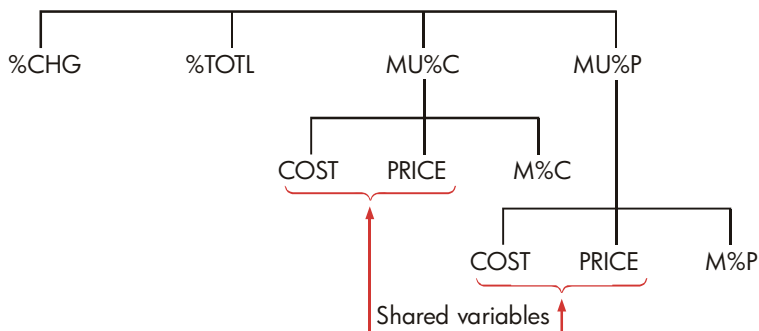 %CHG %TOTL MU%C MU%P
COST PRICE M%C
COST PRICE M%P
Shared variables